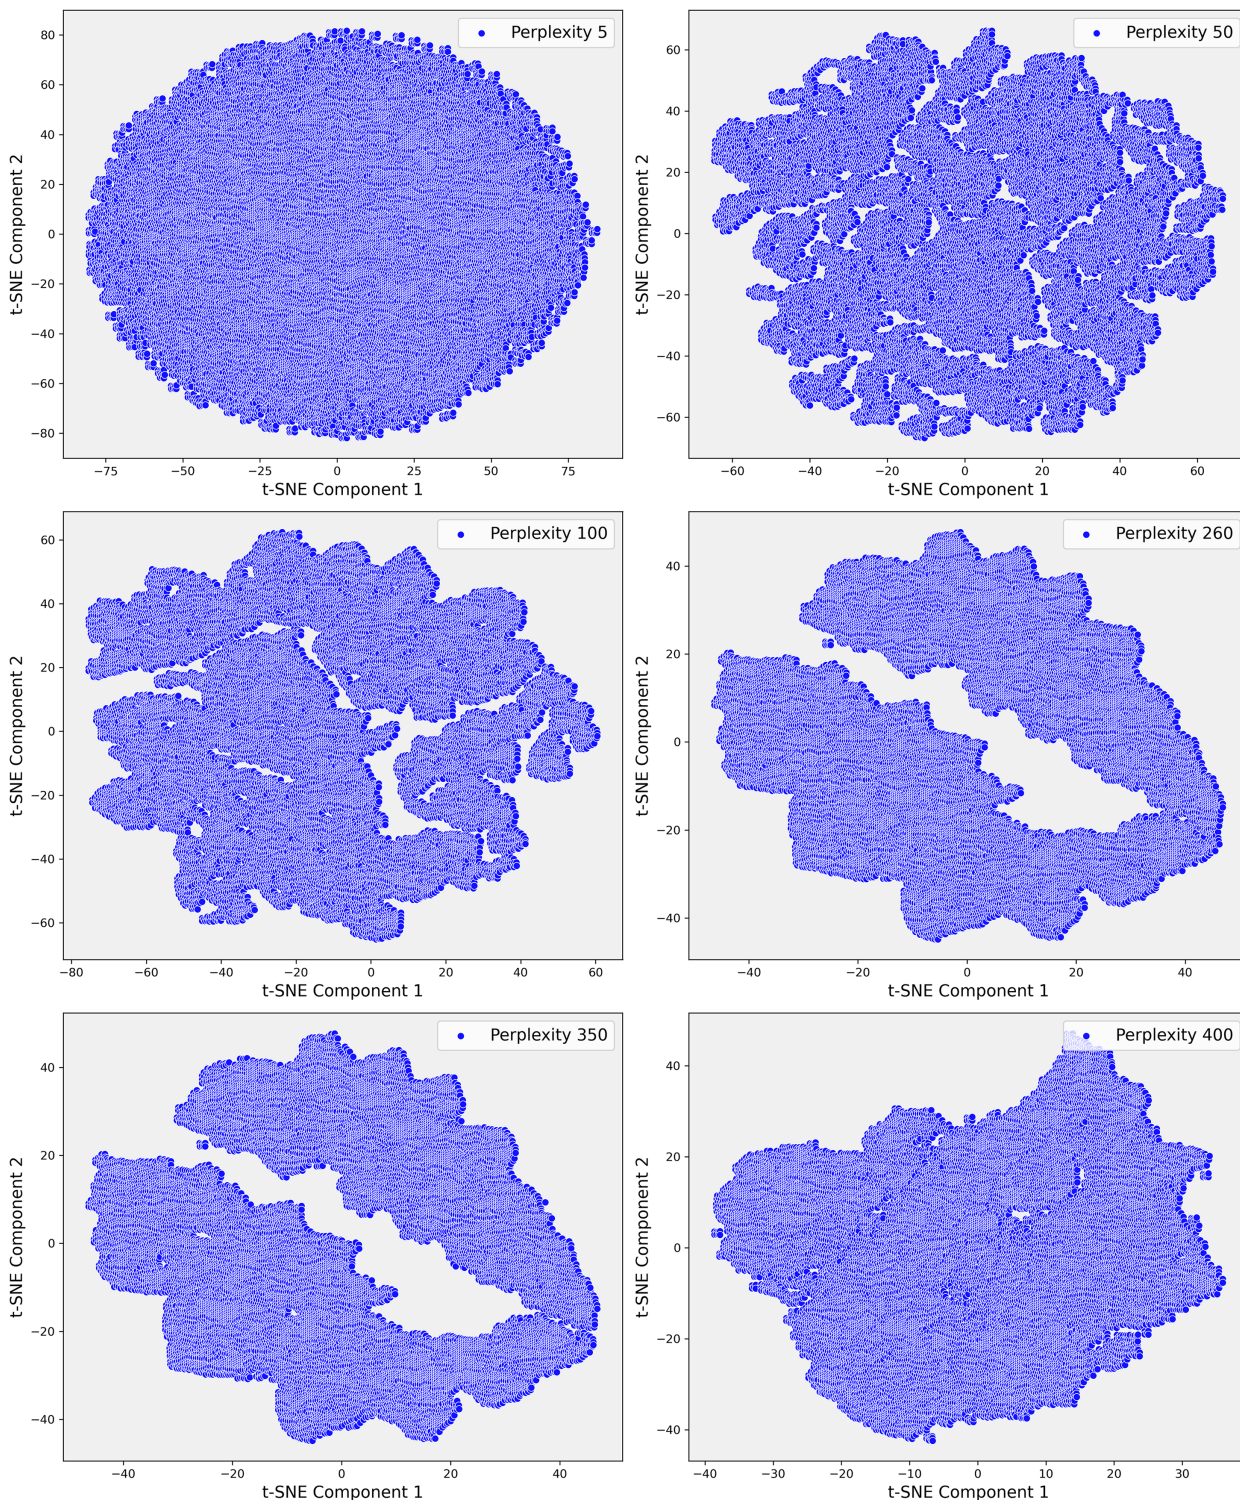 Perplexity 5
80
60
40
20
0
−20
−40
−60
−80
−75 −50 −25 0 25 50 75
t-SNE Component 1
t-SNE Component 2
Perplexity 50
60
40
20
0
−20
−40
−60
−60 −40 −20 0 20 40 60
t-SNE Component 1
t-SNE Component 2
Perplexity 100
60
40
20
0
−20
−40
−60
−80 −60 −40 −20 0 20 40 60
t-SNE Component 1
t-SNE Component 2
Perplexity 260
40
20
0
−20
−40
−40 −20 0 20 40
t-SNE Component 1
t-SNE Component 2
Perplexity 350
40
20
0
−20
−40
−40 −20 0 20 40
t-SNE Component 1
t-SNE Component 2
Perplexity 400
40
20
0
−20
−40
−40 −30 −20 −10 0 10 20 30
t-SNE Component 1
t-SNE Component 2